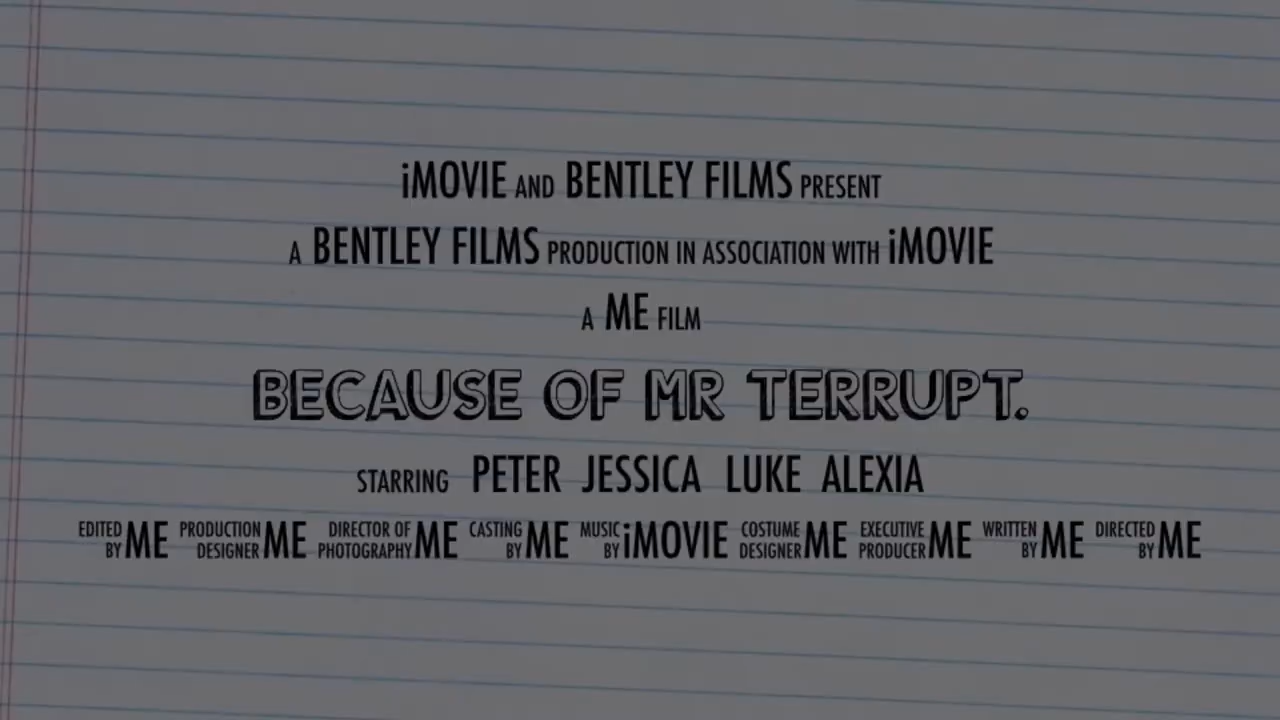 iMOVIE AND BENTLEY FILMS PRESENT
A BENTLEY FILMS PRODUCTION IN ASSOCIATION WITH iMOVIE
A ME FILM
BECAUSE OF MR TERRUPT.
STARRING PETER JESSICA LUKE ALEXIA
EDITED BY ME PRODUCTION DESIGNER ME DIRECTOR OF PHOTOGRAPHY ME CASTING BY ME MUSIC BY iMOVIE COSTUME DESIGNER ME EXECUTIVE PRODUCER ME WRITTEN BY ME DIRECTED BY ME